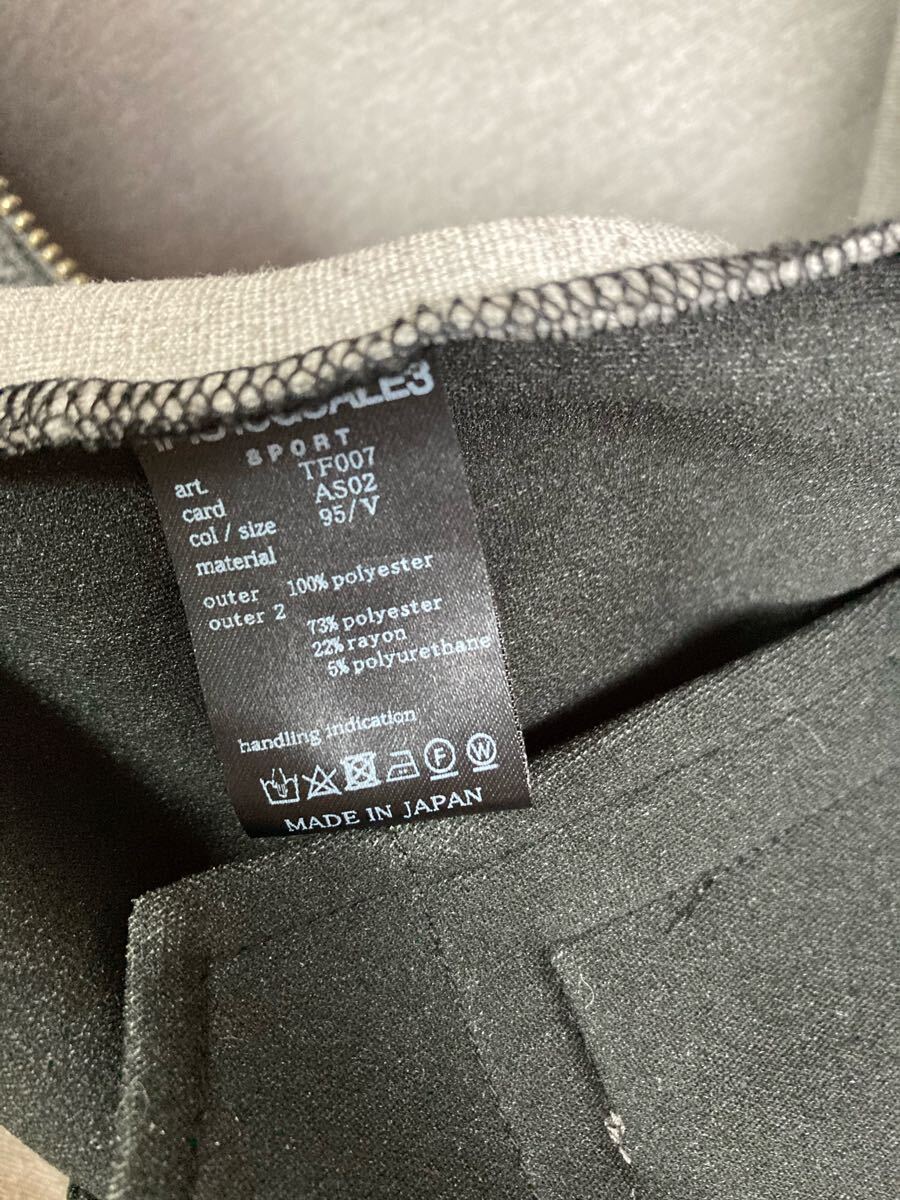 SPORT
art. TF007
card AS02
col / size 95/V
material
outer 100% polyester
outer 2 73% polyester
22% rayon
5% polyurethane
handling indication
F W
MADE IN JAPAN